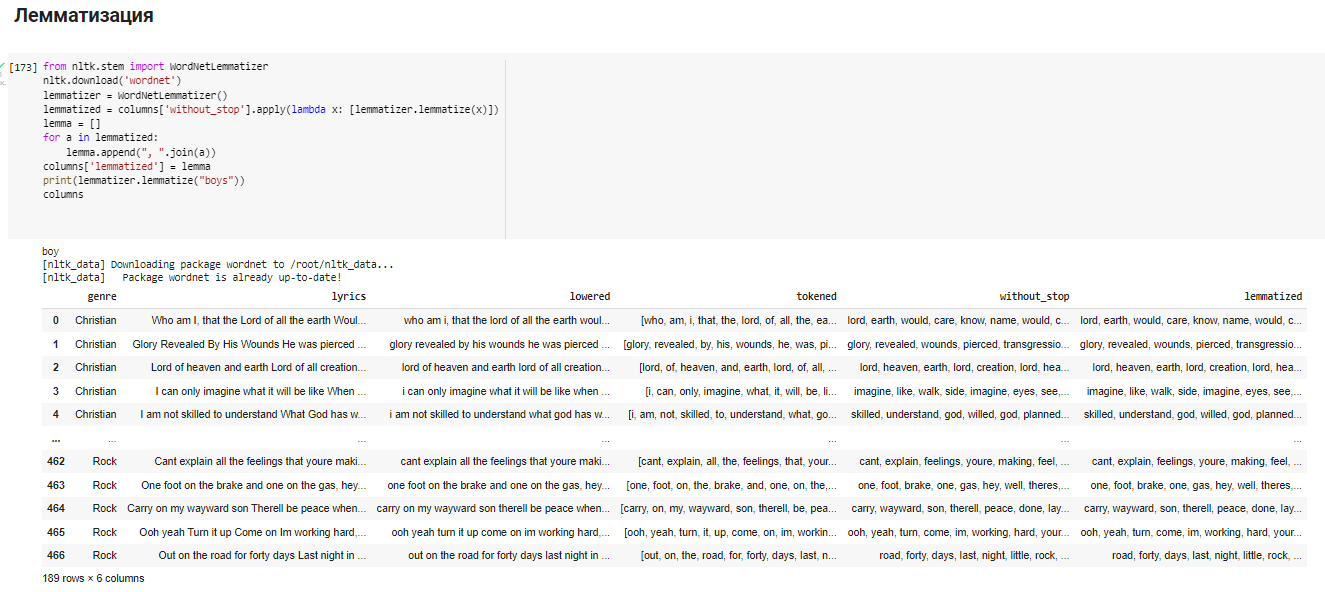 Лемматизация
[173] from nltk.stem import WordNetLemmatizer
nltk.download('wordnet')
lemmatizer = WordNetLemmatizer()
lemmatized = columns['without_stop'].apply(lambda x: [lemmatizer.lemmatize(x)])
lemma = []
for a in lemmatized:
    lemma.append(", ".join(a))
columns['lemmatized'] = lemma
print(lemmatizer.lemmatize("boys"))
columns
boy
[nltk_data] Downloading package wordnet to /root/nltk_data...
[nltk_data]   Package wordnet is already up-to-date!
genre lyrics lowered tokened without_stop lemmatized
0 Christian Who am I, that the Lord of all the earth Woul... who am i, that the lord of all the earth woul... [who, am, i, that, the, lord, of, all, the, ea... lord, earth, would, care, know, name, would, c... lord, earth, would, care, know, name, would, c...
1 Christian Glory Revealed By His Wounds He was pierced ... glory revealed by his wounds he was pierced ... [glory, revealed, by, his, wounds, he, was, pi... glory, revealed, wounds, pierced, transgressio... glory, revealed, wounds, pierced, transgressio...
2 Christian Lord of heaven and earth Lord of all creation... lord of heaven and earth lord of all creation... [lord, of, heaven, and, earth, lord, of, all, ... lord, heaven, earth, lord, creation, lord, hea... lord, heaven, earth, lord, creation, lord, hea...
3 Christian I can only imagine what it will be like When ... i can only imagine what it will be like when ... [i, can, only, imagine, what, it, will, be, li... imagine, like, walk, side, imagine, eyes, see,... imagine, like, walk, side, imagine, eyes, see,...
4 Christian I am not skilled to understand What God has w... i am not skilled to understand what god has w... [i, am, not, skilled, to, understand, what, go... skilled, understand, god, willed, god, planned... skilled, understand, god, willed, god, planned...
... ... ... ... ... ... ...
462 Rock Cant explain all the feelings that youre maki... cant explain all the feelings that youre maki... [cant, explain, all, the, feelings, that, your... cant, explain, feelings, youre, making, feel, ... cant, explain, feelings, youre, making, feel, ...
463 Rock One foot on the brake and one on the gas, hey... one foot on the brake and one on the gas, hey... [one, foot, on, the, brake, and, one, on, the,... one, foot, brake, one, gas, hey, well, theres,... one, foot, brake, one, gas, hey, well, theres,...
464 Rock Carry on my wayward son Therell be peace when... carry on my wayward son therell be peace when... [carry, on, my, wayward, son, therell, be, pea... carry, wayward, son, therell, peace, done, lay... carry, wayward, son, therell, peace, done, lay...
465 Rock Ooh yeah Turn it up Come on Im working hard,... ooh yeah turn it up come on im working hard,... [ooh, yeah, turn, it, up, come, on, im, workin... ooh, yeah, turn, come, im, working, hard, your... ooh, yeah, turn, come, im, working, hard, your...
466 Rock Out on the road for forty days Last night in ... out on the road for forty days last night in ... [out, on, the, road, for, forty, days, last, n... road, forty, days, last, night, little, rock, ... road, forty, days, last, night, little, rock, ...
189 rows × 6 columns